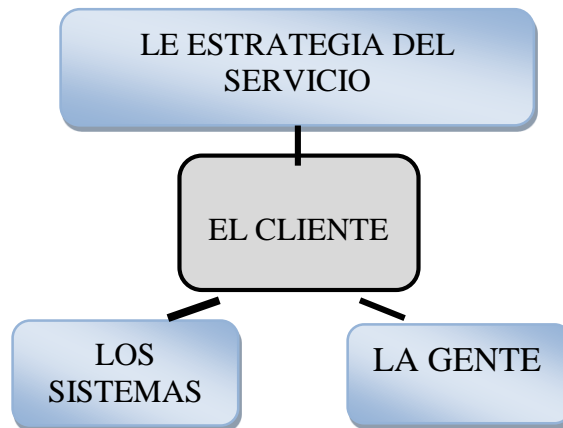 LE ESTRATEGIA DEL
SERVICIO
EL CLIENTE
LOS
SISTEMAS
LA GENTE